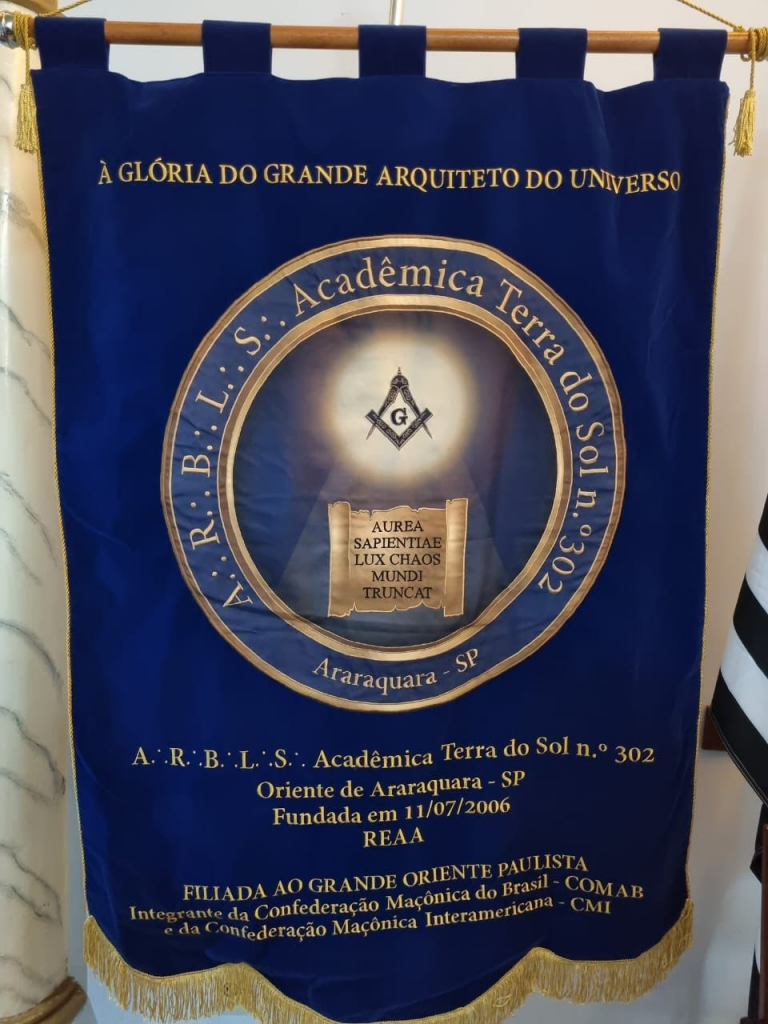 À GLÓRIA DO GRANDE ARQUITETO DO UNIVERSO
A∴R∴B∴L∴S∴ Acadêmica Terra do Sol n.º 302
G
AUREA
SAPIENTIAE
LUX CHAOS
MUNDI
TRUNCAT
Araraquara - SP
A∴R∴B∴L∴S∴ Acadêmica Terra do Sol n.º 302
Oriente de Araraquara - SP
Fundada em 11/07/2006
REAA
FILIADA AO GRANDE ORIENTE PAULISTA
Integrante da Confederação Maçônica do Brasil - COMAB
e da Confederação Maçônica Interamericana - CMI